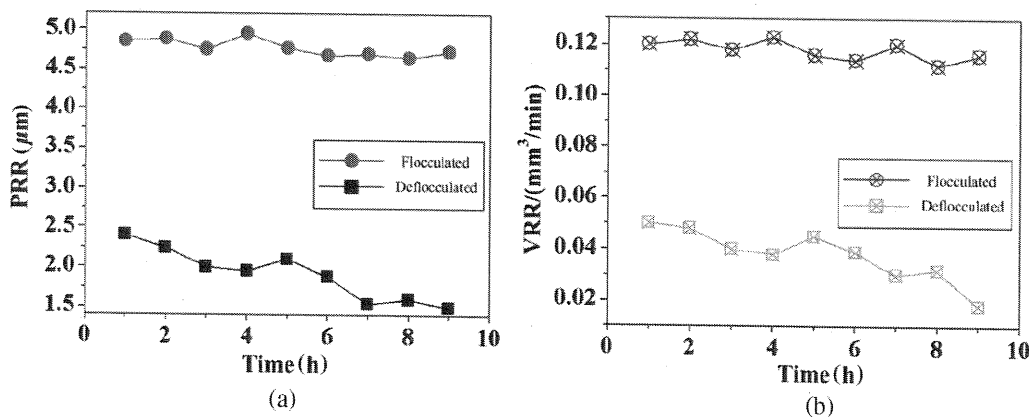 5.0
4.5
4.0
3.5
3.0
2.5
2.0
1.5
PRR (µm)
Flocculated
Deflocculated
0 2 4 6 8 10
Time (h)
(a)
0.12
0.10
0.08
0.06
0.04
0.02
VRR/(mm³/min)
Flocculated
Deflocculated
0 2 4 6 8 10
Time (h)
(b)